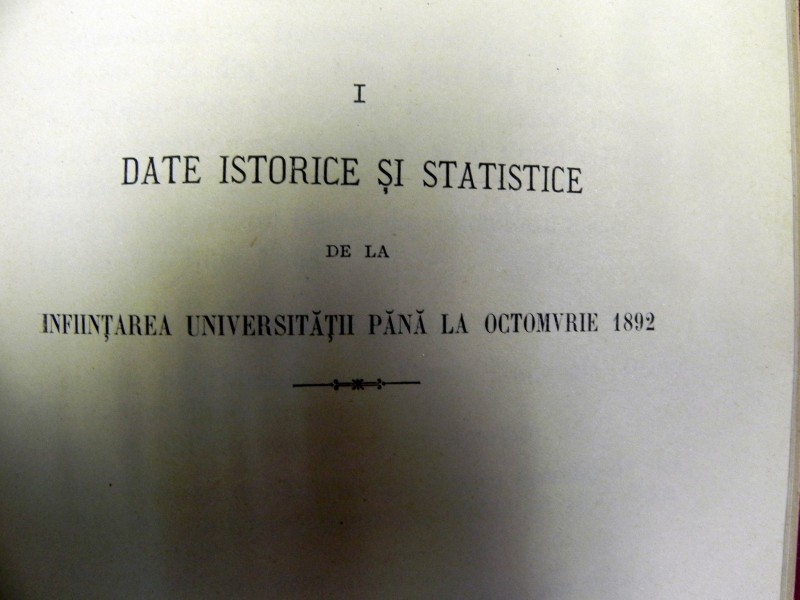 I
DATE ISTORICE ȘI STATISTICE
DE LA
INFIINȚAREA UNIVERSITĂȚII PĂNĂ LA OCTOMVRIE 1892